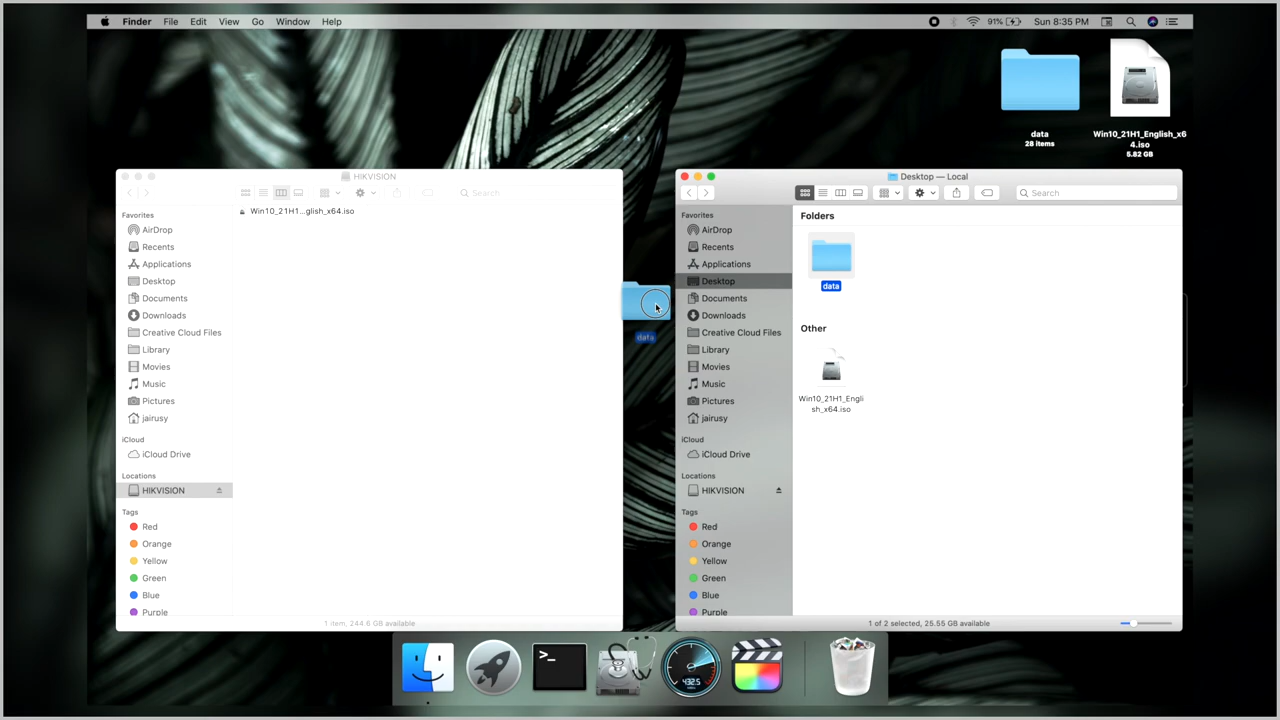 Finder File Edit View Go Window Help
91% Sun 8:35 PM
data
28 items
Win10_21H1_English_x6
4.iso
5.82 GB
HIKVISION
Search
Favorites
AirDrop
Recents
Applications
Desktop
Documents
Downloads
Creative Cloud Files
Library
Movies
Music
Pictures
jairusy
iCloud
iCloud Drive
Locations
HIKVISION
Tags
Red
Orange
Yellow
Green
Blue
Purple
Win10_21H1...glish_x64.iso
1 item, 244.6 GB available
data
Desktop — Local
Search
Favorites
AirDrop
Recents
Applications
Desktop
Documents
Downloads
Creative Cloud Files
Library
Movies
Music
Pictures
jairusy
iCloud
iCloud Drive
Locations
HIKVISION
Tags
Red
Orange
Yellow
Green
Blue
Purple
Folders
data
Other
Win10_21H1_Engli
sh_x64.iso
1 of 2 selected, 25.55 GB available
>_
432.5